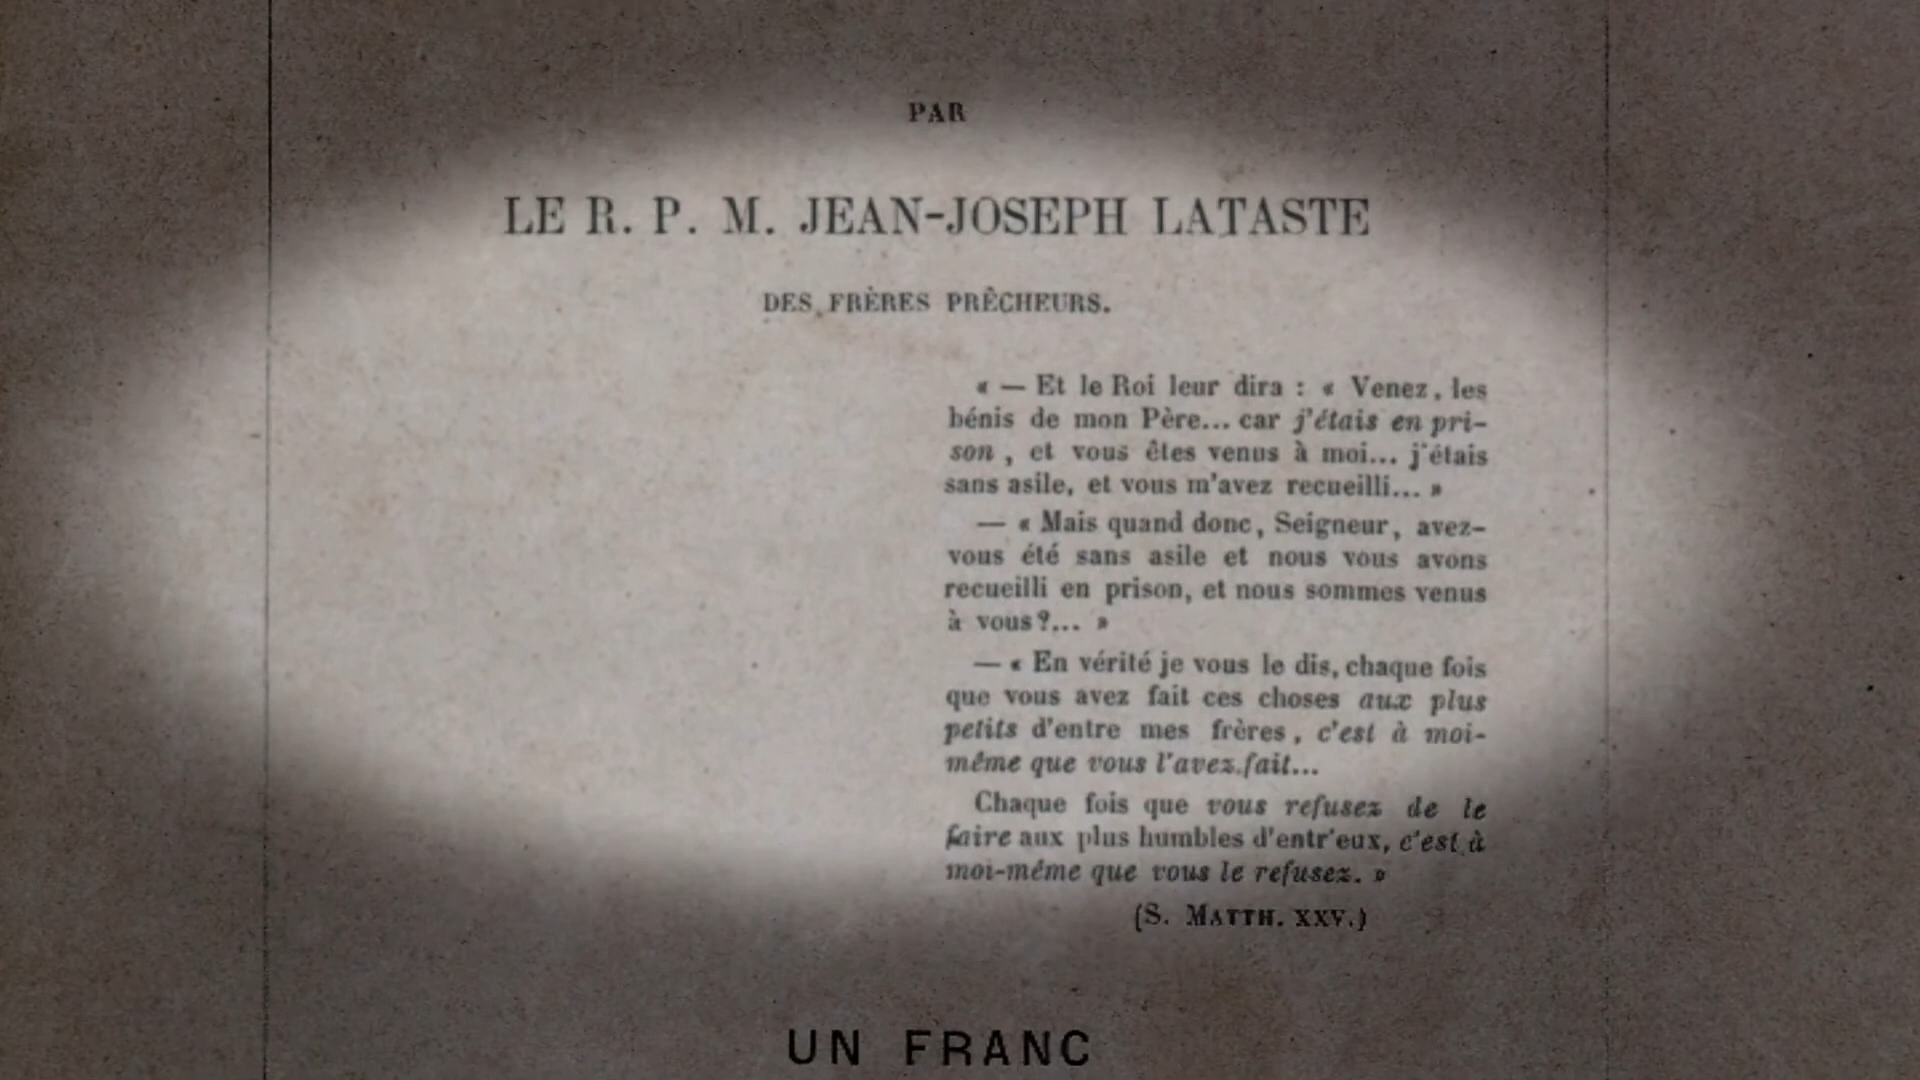 PAR
LE R. P. M. JEAN-JOSEPH LATASTE
DES FRÈRES PRÊCHEURS.
« — Et le Roi leur dira : « Venez, les
bénis de mon Père... car j'étais en pri-
son, et vous êtes venus à moi... j'étais
sans asile, et vous m'avez recueilli... »
— « Mais quand donc, Seigneur, avez-
vous été sans asile et nous vous avons
recueilli en prison, et nous sommes venus
à vous?... »
— « En vérité je vous le dis, chaque fois
que vous avez fait ces choses aux plus
petits d'entre mes frères, c'est à moi-
même que vous l'avez fait...
Chaque fois que vous refusez de le
faire aux plus humbles d'entr'eux, c'est à
moi-même que vous le refusez. »
(S. MATTH. XXV.)
UN FRANC